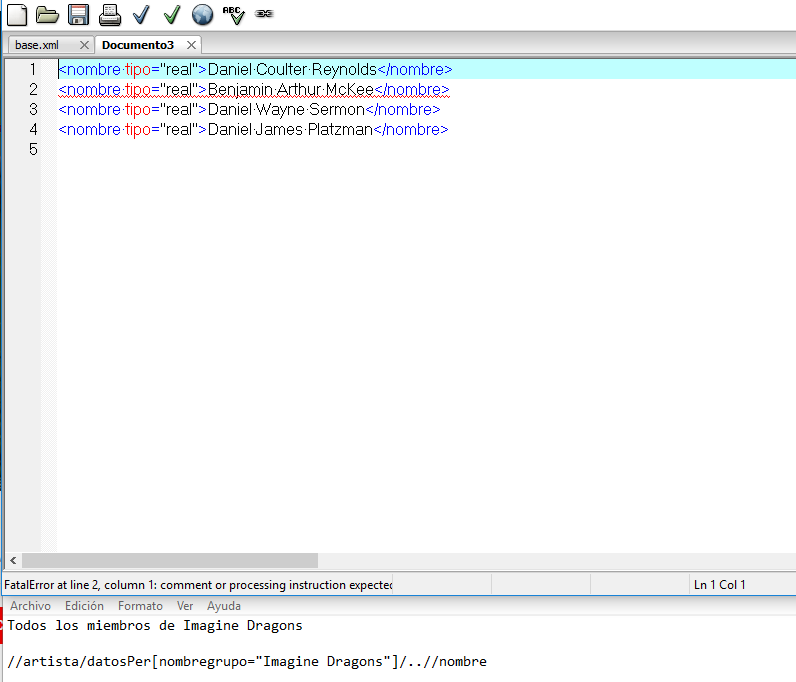 ABC
base.xml Documento3
1 <nombre tipo="real">Daniel Coulter Reynolds</nombre>
2 <nombre tipo="real">Benjamin Arthur McKee</nombre>
3 <nombre tipo="real">Daniel Wayne Sermon</nombre>
4 <nombre tipo="real">Daniel James Platzman</nombre>
5
FatalError at line 2, column 1: comment or processing instruction expected Ln 1 Col 1
Archivo Edición Formato Ver Ayuda
Todos los miembros de Imagine Dragons
//artista/datosPer[nombregrupo="Imagine Dragons"]/..//nombre